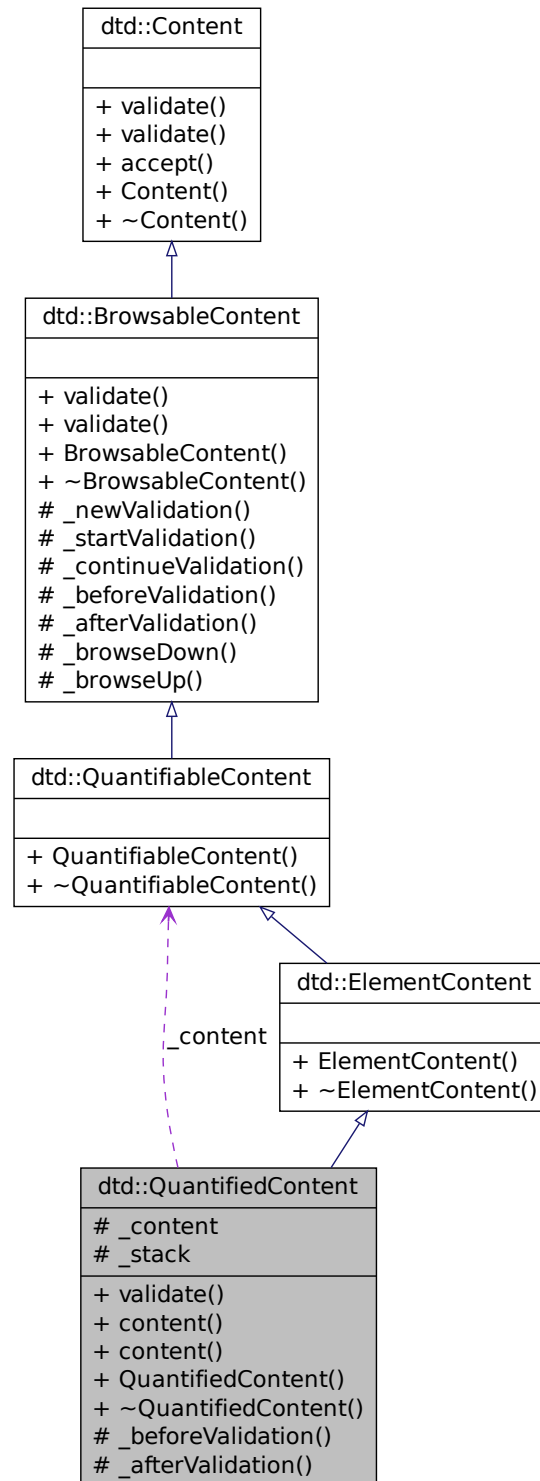 dtd::Content
+ validate()
+ validate()
+ accept()
+ Content()
+ ~Content()
dtd::BrowsableContent
+ validate()
+ validate()
+ BrowsableContent()
+ ~BrowsableContent()
# _newValidation()
# _startValidation()
# _continueValidation()
# _beforeValidation()
# _afterValidation()
# _browseDown()
# _browseUp()
dtd::QuantifiableContent
+ QuantifiableContent()
+ ~QuantifiableContent()
dtd::ElementContent
+ ElementContent()
+ ~ElementContent()
_content
dtd::QuantifiedContent
# _content
# _stack
+ validate()
+ content()
+ content()
+ QuantifiedContent()
+ ~QuantifiedContent()
# _beforeValidation()
# _afterValidation()